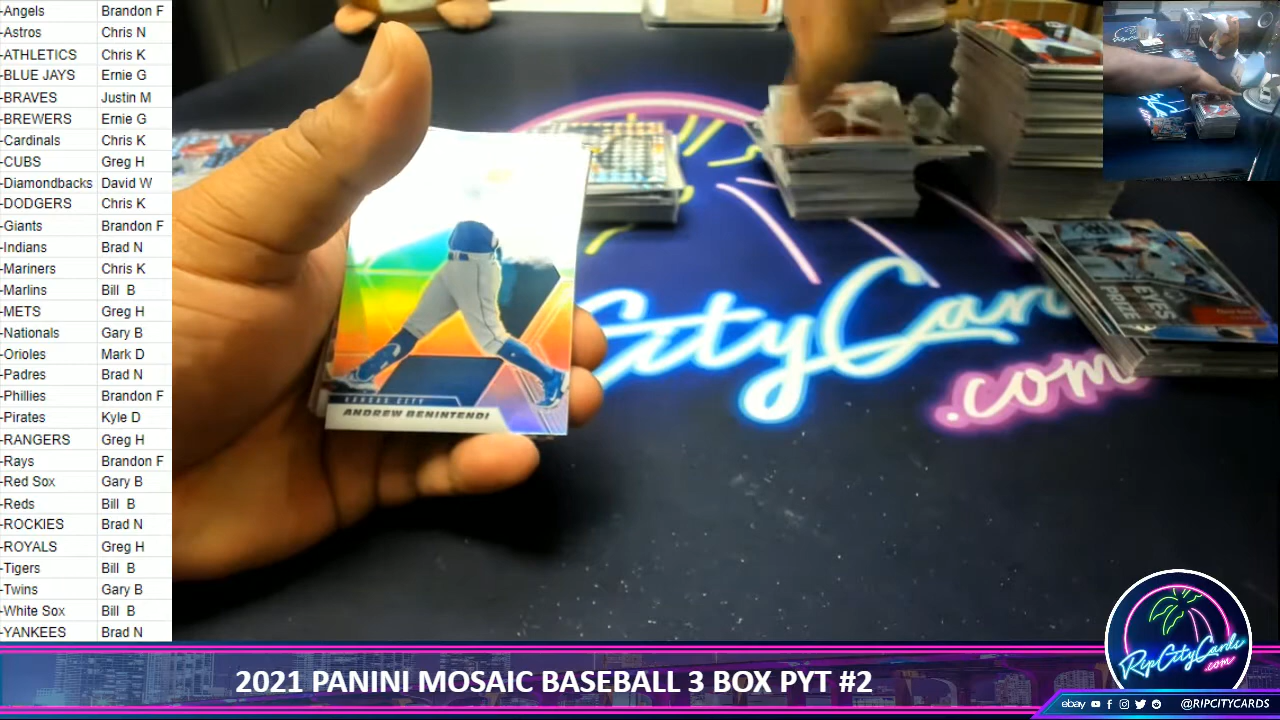 -Angels Brandon F
-Astros Chris N
-ATHLETICS Chris K
-BLUE JAYS Ernie G
-BRAVES Justin M
-BREWERS Ernie G
-Cardinals Chris K
-CUBS Greg H
-Diamondbacks David W
-DODGERS Chris K
-Giants Brandon F
-Indians Brad N
-Mariners Chris K
-Marlins Bill B
-METS Greg H
-Nationals Gary B
-Orioles Mark D
-Padres Brad N
-Phillies Brandon F
-Pirates Kyle D
-RANGERS Greg H
-Rays Brandon F
-Red Sox Gary B
-Reds Bill B
-ROCKIES Brad N
-ROYALS Greg H
-Tigers Bill B
-Twins Gary B
-White Sox Bill B
-YANKEES Brad N
KANSAS CITY
ANDREW BENINTENDI
CityCard
.com
EYES
PRIZE
RipCityCards
.com
2021 PANINI MOSAIC BASEBALL 3 BOX PYT #2
ebay @RIPCITYCARDS